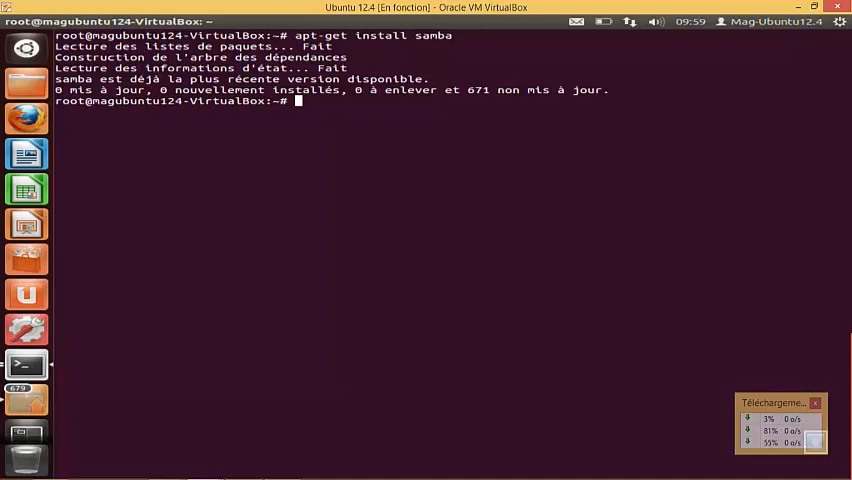 Ubuntu 12.4 [En fonction] - Oracle VM VirtualBox
root@magubuntu124-VirtualBox: ~
09:59
Mag-Ubuntu12.4
root@magubuntu124-VirtualBox:~# apt-get install samba
Lecture des listes de paquets... Fait
Construction de l'arbre des dépendances
Lecture des informations d'état... Fait
samba est déjà la plus récente version disponible.
0 mis à jour, 0 nouvellement installés, 0 à enlever et 671 non mis à jour.
root@magubuntu124-VirtualBox:~#
679
Téléchargeme...
3% 0 o/s
81% 0 o/s
55% 0 o/s